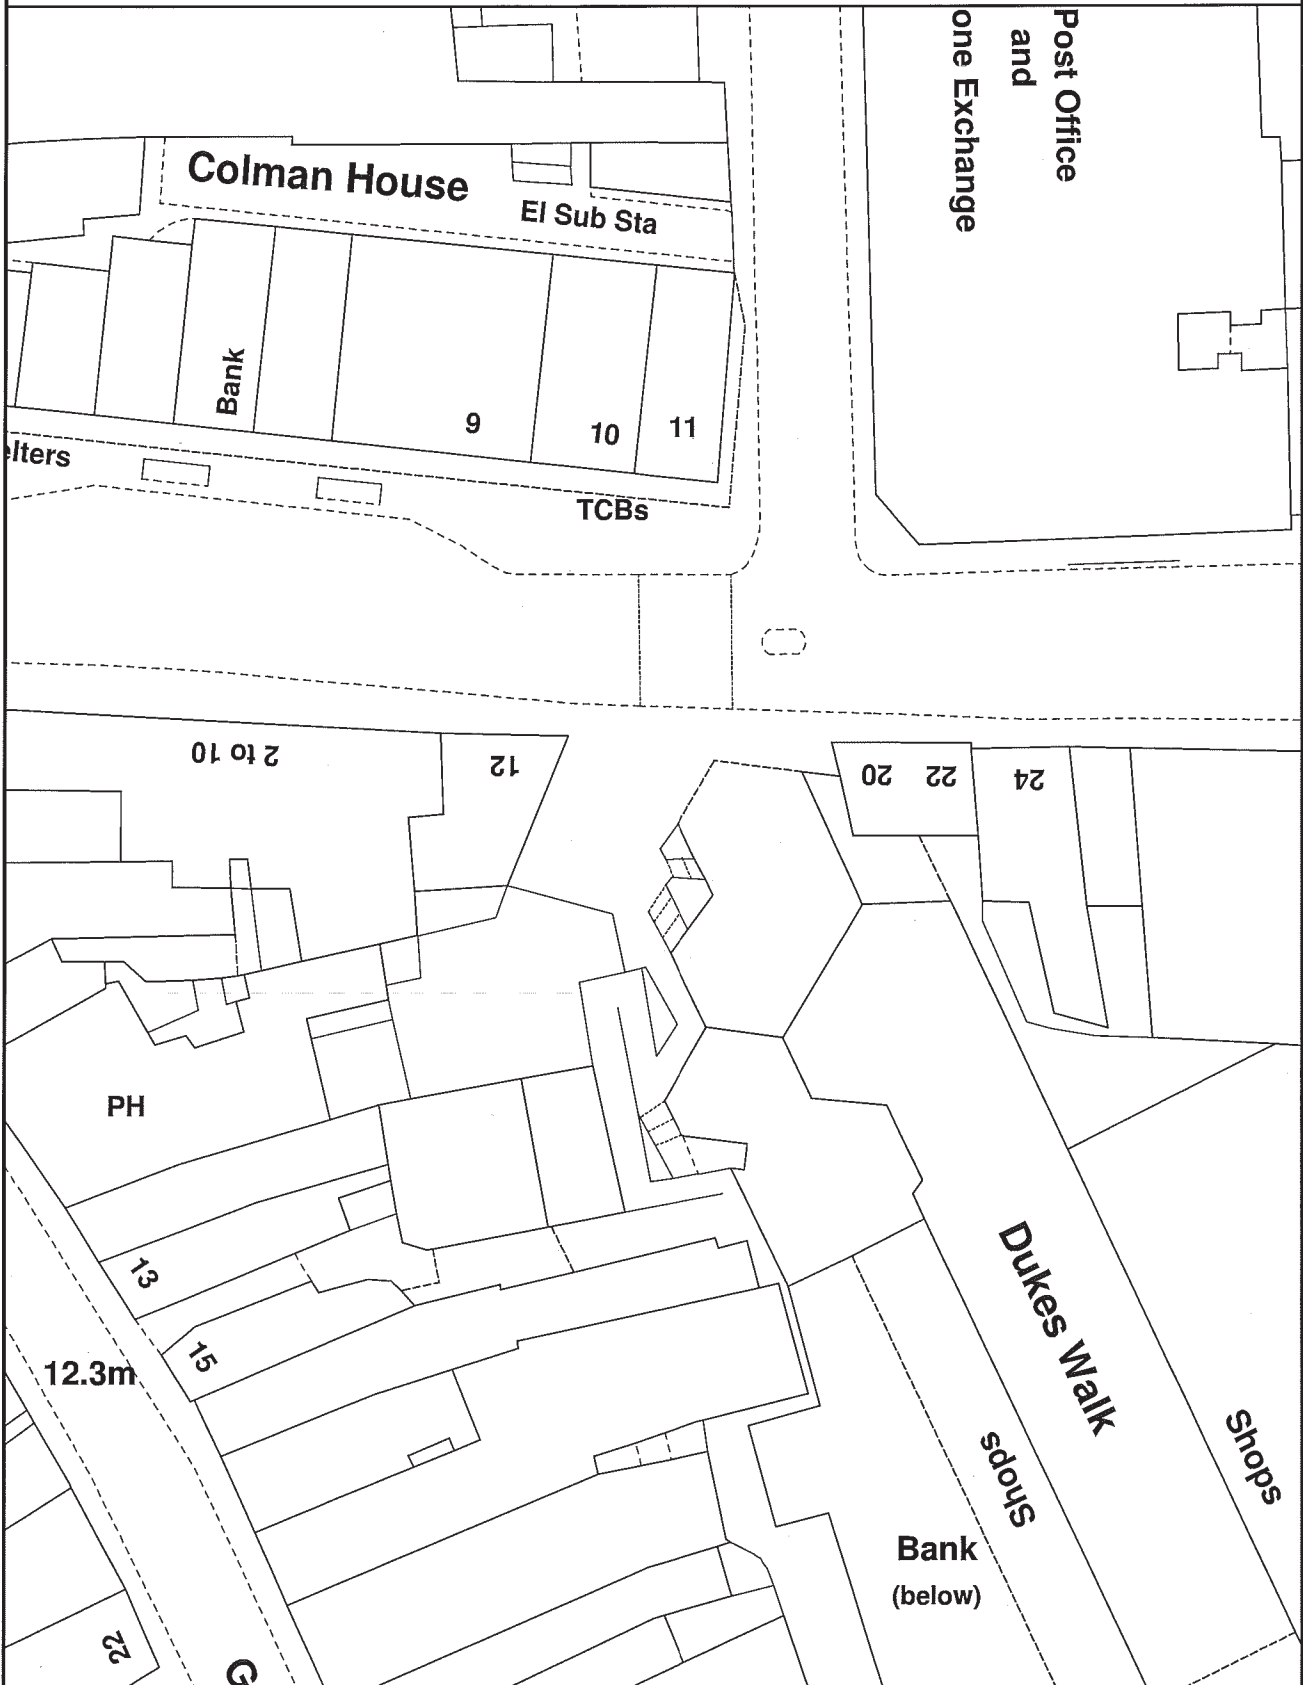 Post Office
and
one Exchange
Colman House
El Sub Sta
Bank
9
10
11
elters
TCBs
2 to 10
12
20
22
24
PH
13
15
12.3m
Dukes Walk
Shops
Shops
Bank
(below)
22
G